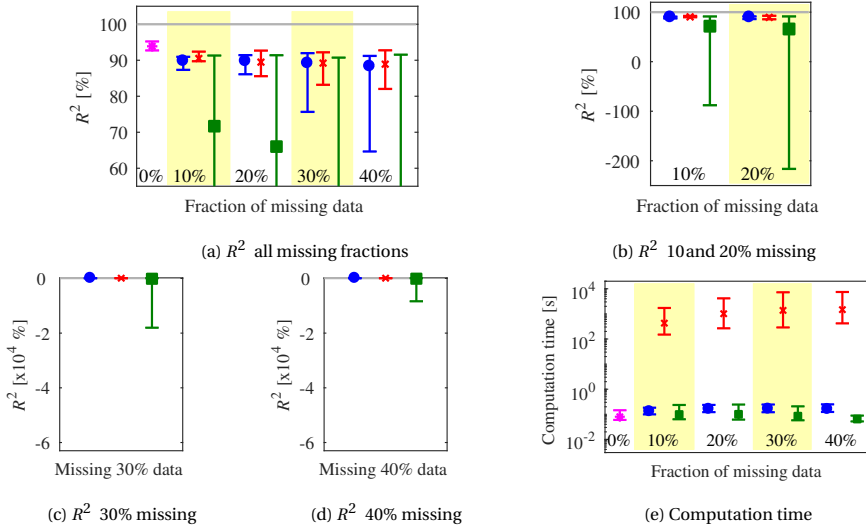 100
90
80
70
60
R² [%]
0%
10%
20%
30%
40%
Fraction of missing data
(a) R² all missing fractions
100
0
-100
-200
R² [%]
10%
20%
Fraction of missing data
(b) R² 10 and 20% missing
0
-2
-4
-6
R² [x10⁴ %]
Missing 30% data
(c) R² 30% missing
0
-2
-4
-6
R² [x10⁴ %]
Missing 40% data
(d) R² 40% missing
10⁴
10²
10⁰
10⁻²
Computation time [s]
0%
10%
20%
30%
40%
Fraction of missing data
(e) Computation time